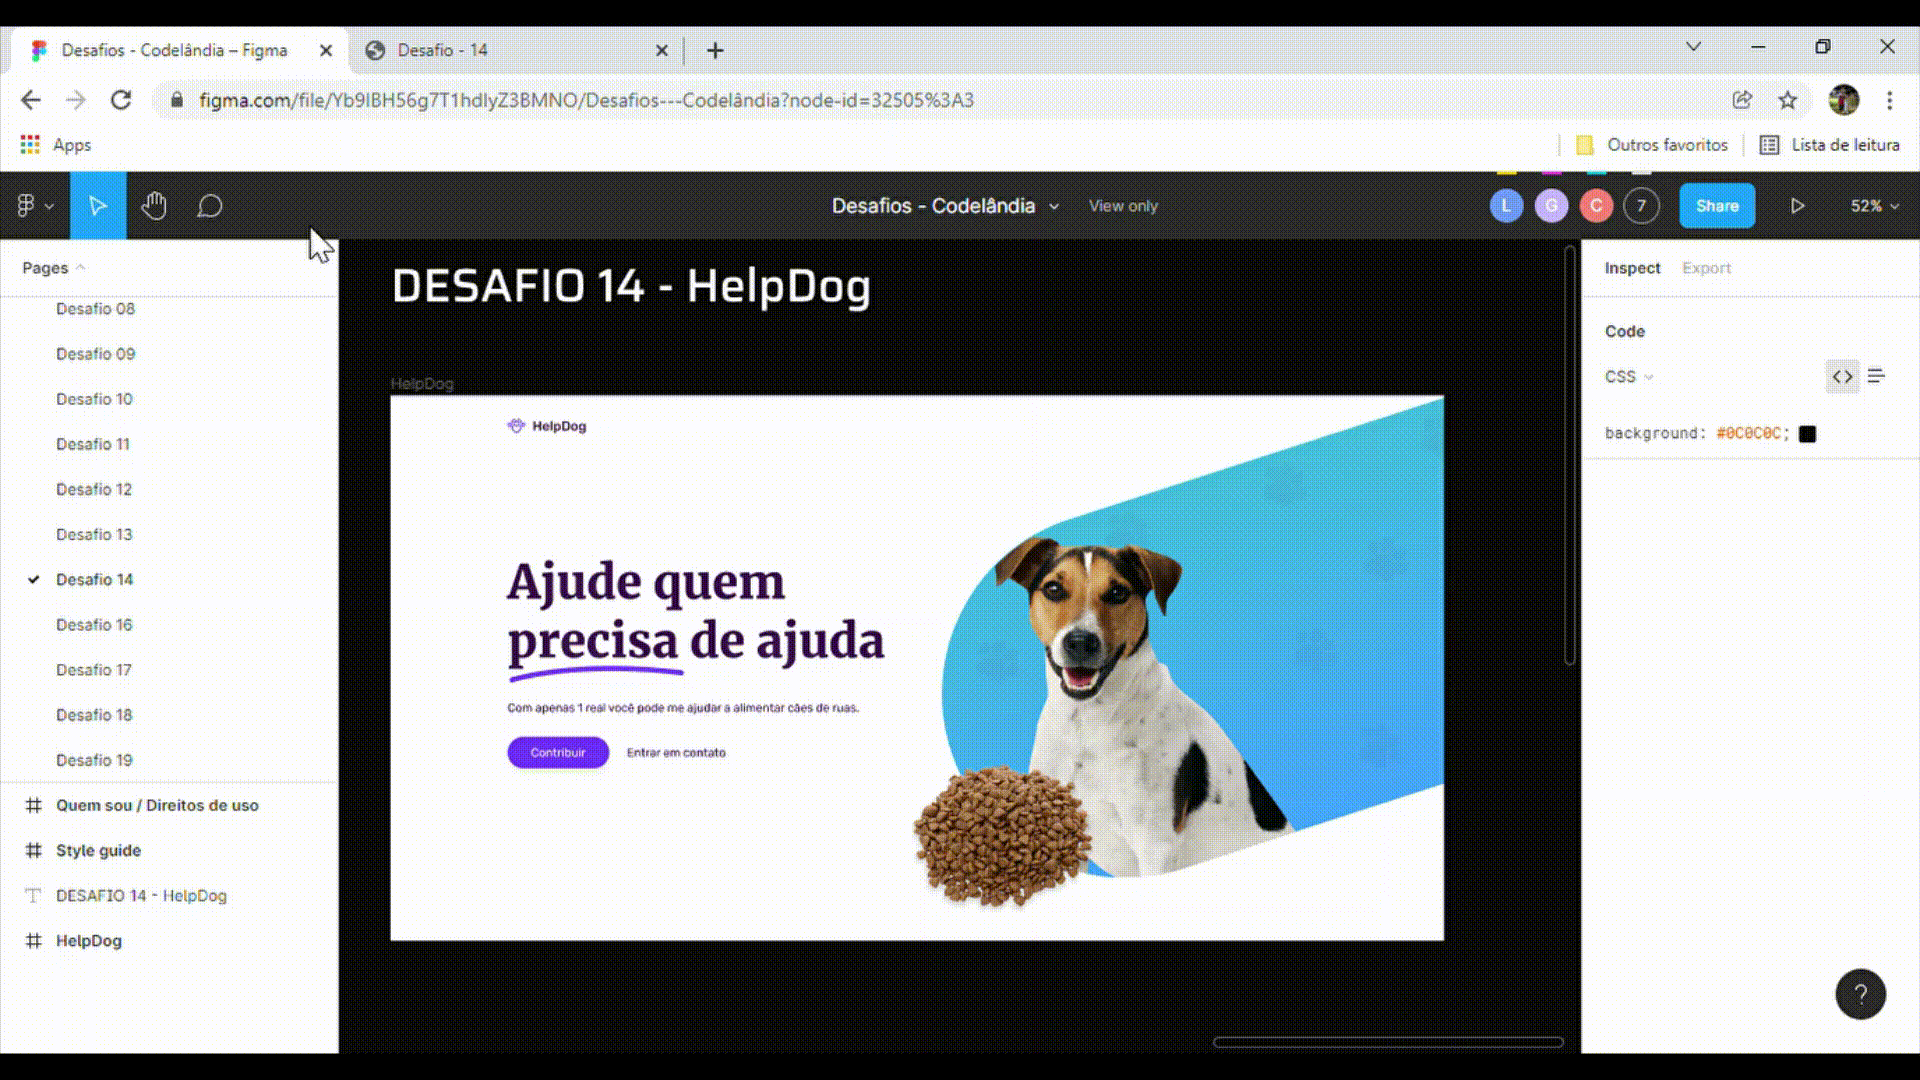 Desafios - Codelândia – Figma
Desafio - 14
figma.com/file/Yb9IBH56g7T1hdIyZ3BMNO/Desafios---Codelândia?node-id=32505%3A3
Apps
Outros favoritos
Lista de leitura
Desafios - Codelândia
View only
L
G
C
7
Share
52%
Pages
Desafio 08
Desafio 09
Desafio 10
Desafio 11
Desafio 12
Desafio 13
Desafio 14
Desafio 16
Desafio 17
Desafio 18
Desafio 19
Quem sou / Direitos de uso
Style guide
DESAFIO 14 - HelpDog
HelpDog
DESAFIO 14 - HelpDog
HelpDog
HelpDog
Ajude quem
precisa de ajuda
Com apenas 1 real você pode me ajudar a alimentar cães de ruas.
Contribuir
Entrar em contato
Inspect
Export
Code
CSS
background: #0C0C0C;
?